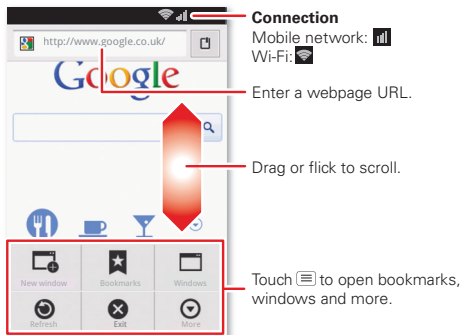 Connection
Mobile network:
Wi-Fi:
http://www.google.co.uk/
Google
Enter a webpage URL.
Drag or flick to scroll.
New window
Bookmarks
Windows
Refresh
Exit
More
Touch to open bookmarks,
windows and more.